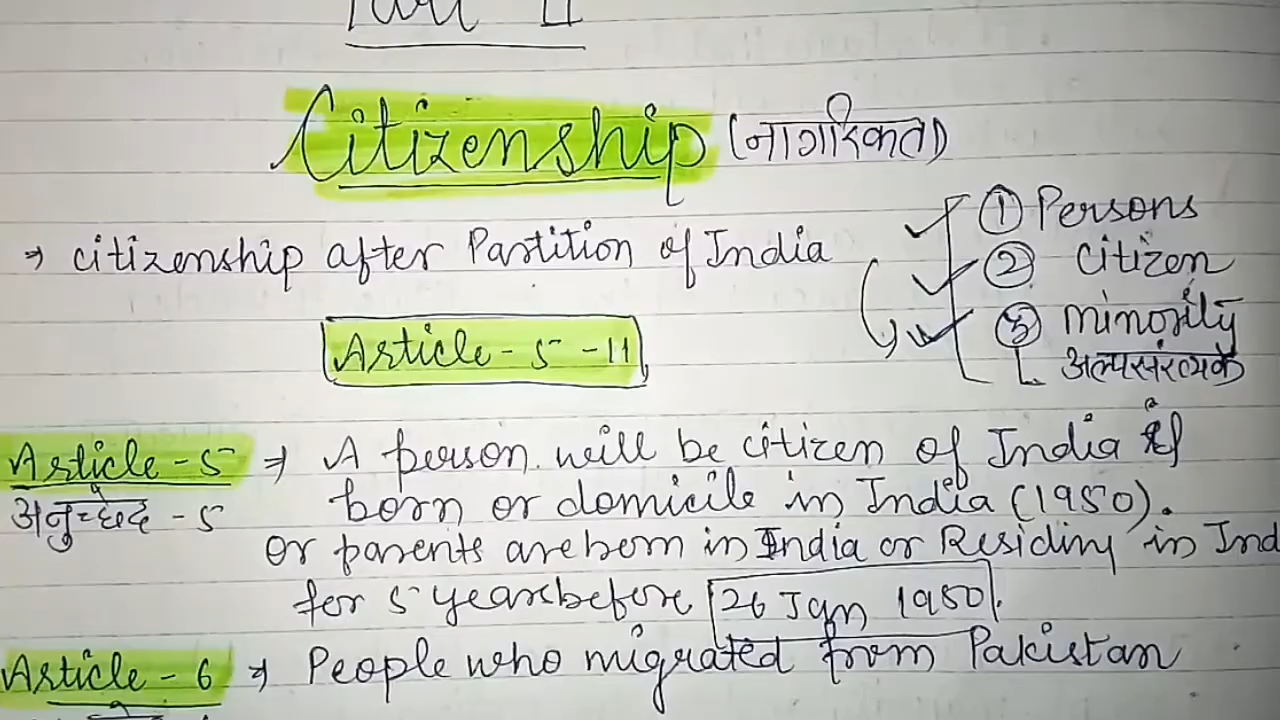 Part II
Citizenship (नागरिकता)
→ citizenship after Partition of India
① Persons
② citizen
③ minority
अल्पसंख्यक
Article - 5 - 11
Article - 5 → A person will be citizen of India if
अनुच्छेद - 5 born or domicile in India (1950).
or parents are born in India or Residing in Ind
for 5 years before 26 Jan 1950.
Article - 6 → People who migrated from Pakistan